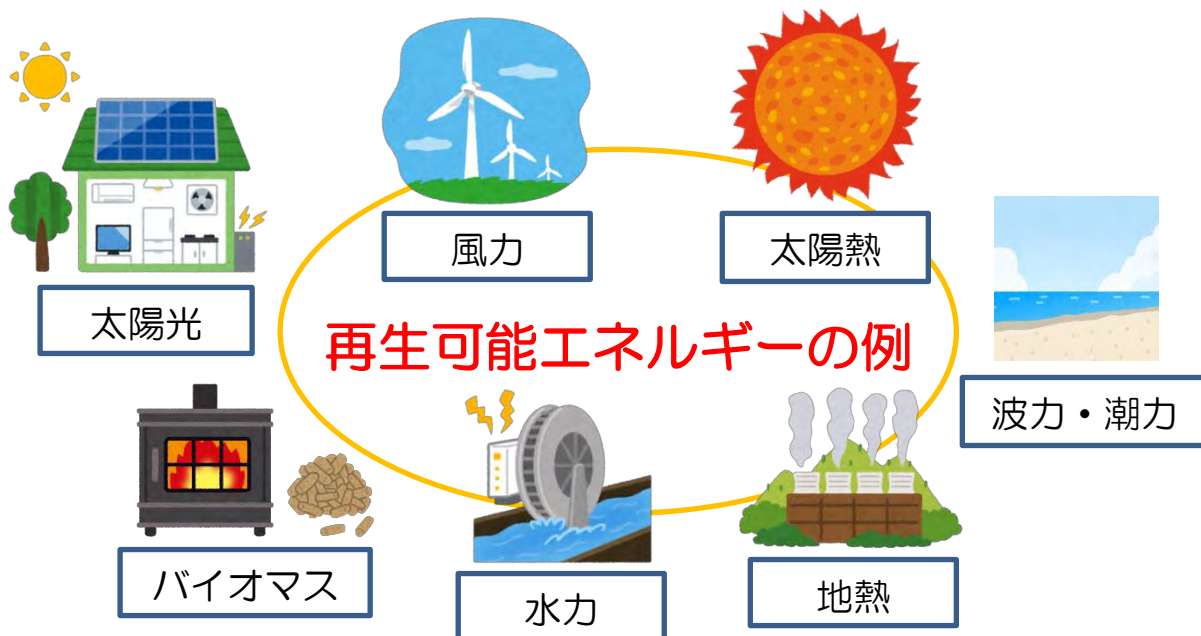 風力
太陽熱
太陽光
再生可能エネルギーの例
波力・潮力
バイオマス
水力
地熱